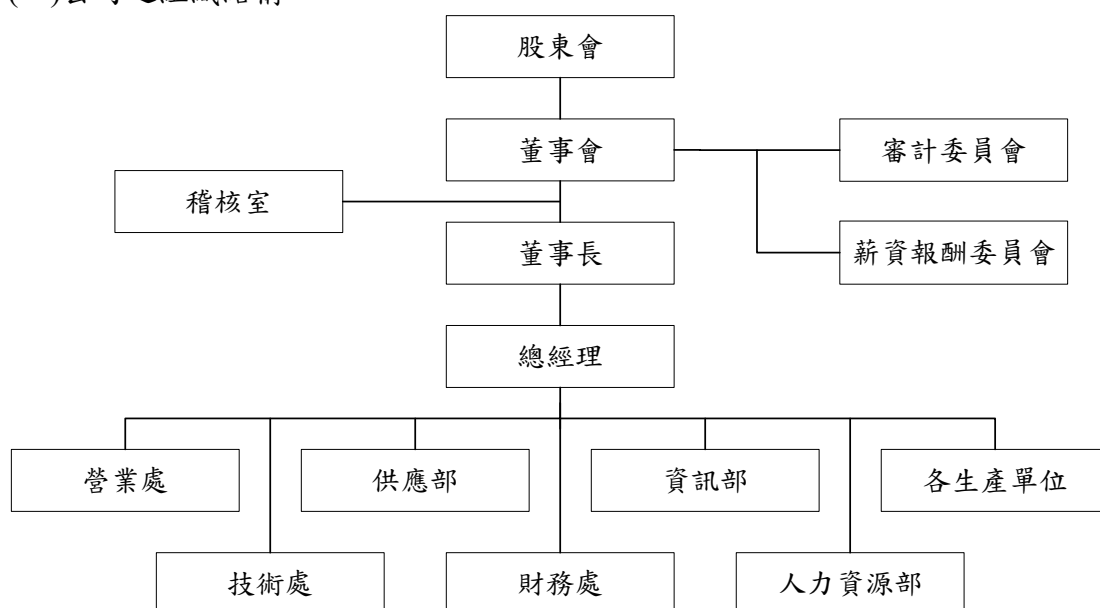 股東會
董事會
審計委員會
稽核室
董事長
薪資報酬委員會
總經理
營業處
供應部
資訊部
各生產單位
技術處
財務處
人力資源部